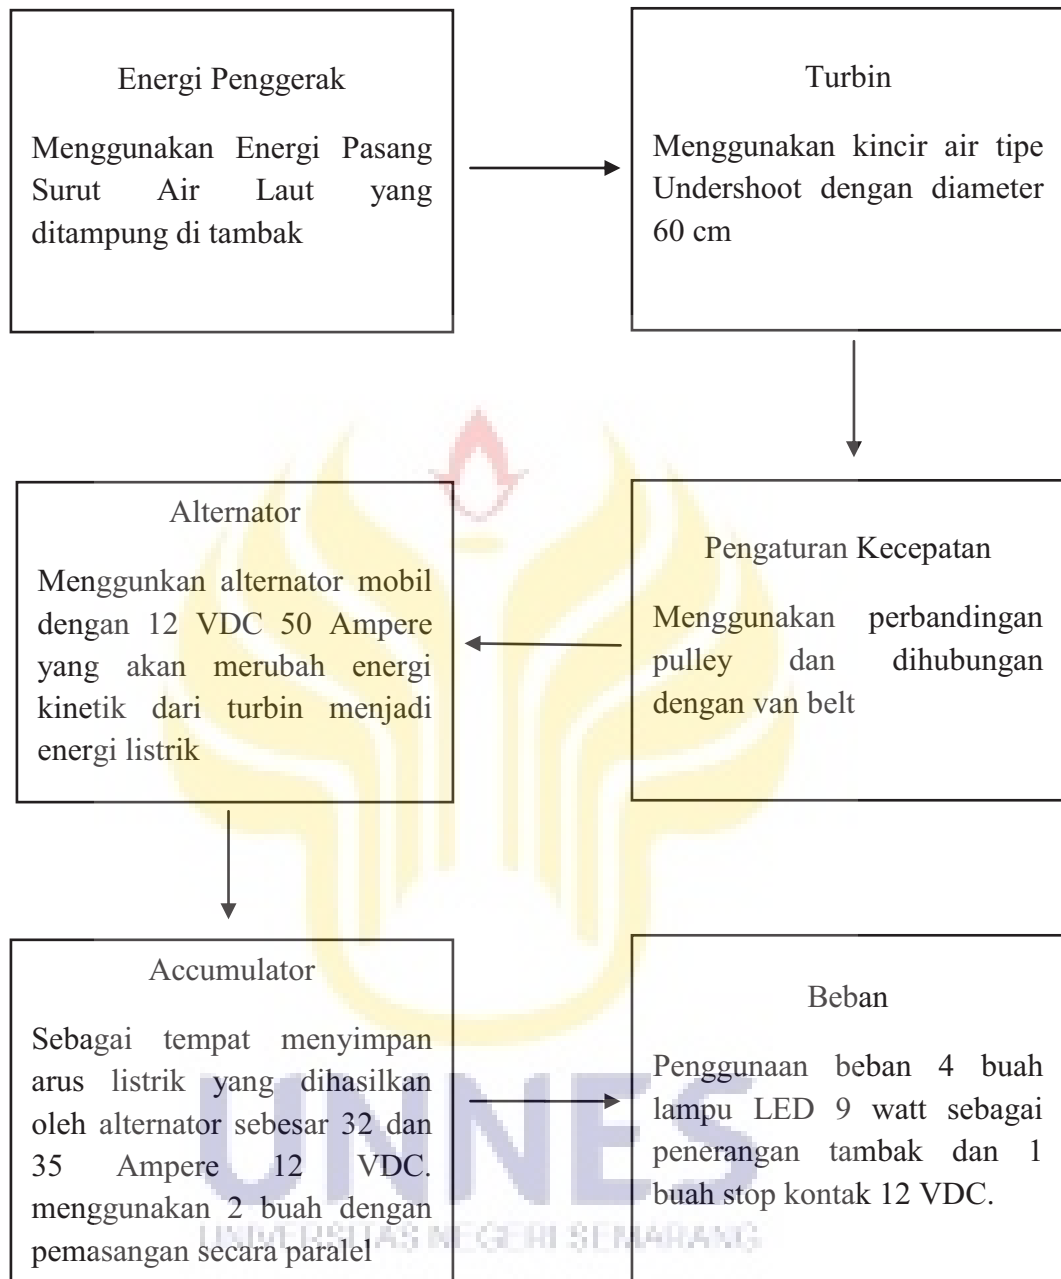 Energi Penggerak
Menggunakan Energi Pasang
Surut Air Laut yang
ditampung di tambak
Turbin
Menggunakan kincir air tipe
Undershoot dengan diameter
60 cm
Pengaturan Kecepatan
Menggunakan perbandingan
pulley dan dihubungan
dengan van belt
Alternator
Menggunkan alternator mobil
dengan 12 VDC 50 Ampere
yang akan merubah energi
kinetik dari turbin menjadi
energi listrik
Accumulator
Sebagai tempat menyimpan
arus listrik yang dihasilkan
oleh alternator sebesar 32 dan
35 Ampere 12 VDC.
menggunakan 2 buah dengan
pemasangan secara paralel
Beban
Penggunaan beban 4 buah
lampu LED 9 watt sebagai
penerangan tambak dan 1
buah stop kontak 12 VDC.
UNNES
UNIVERSITAS NEGERI SEMARANG